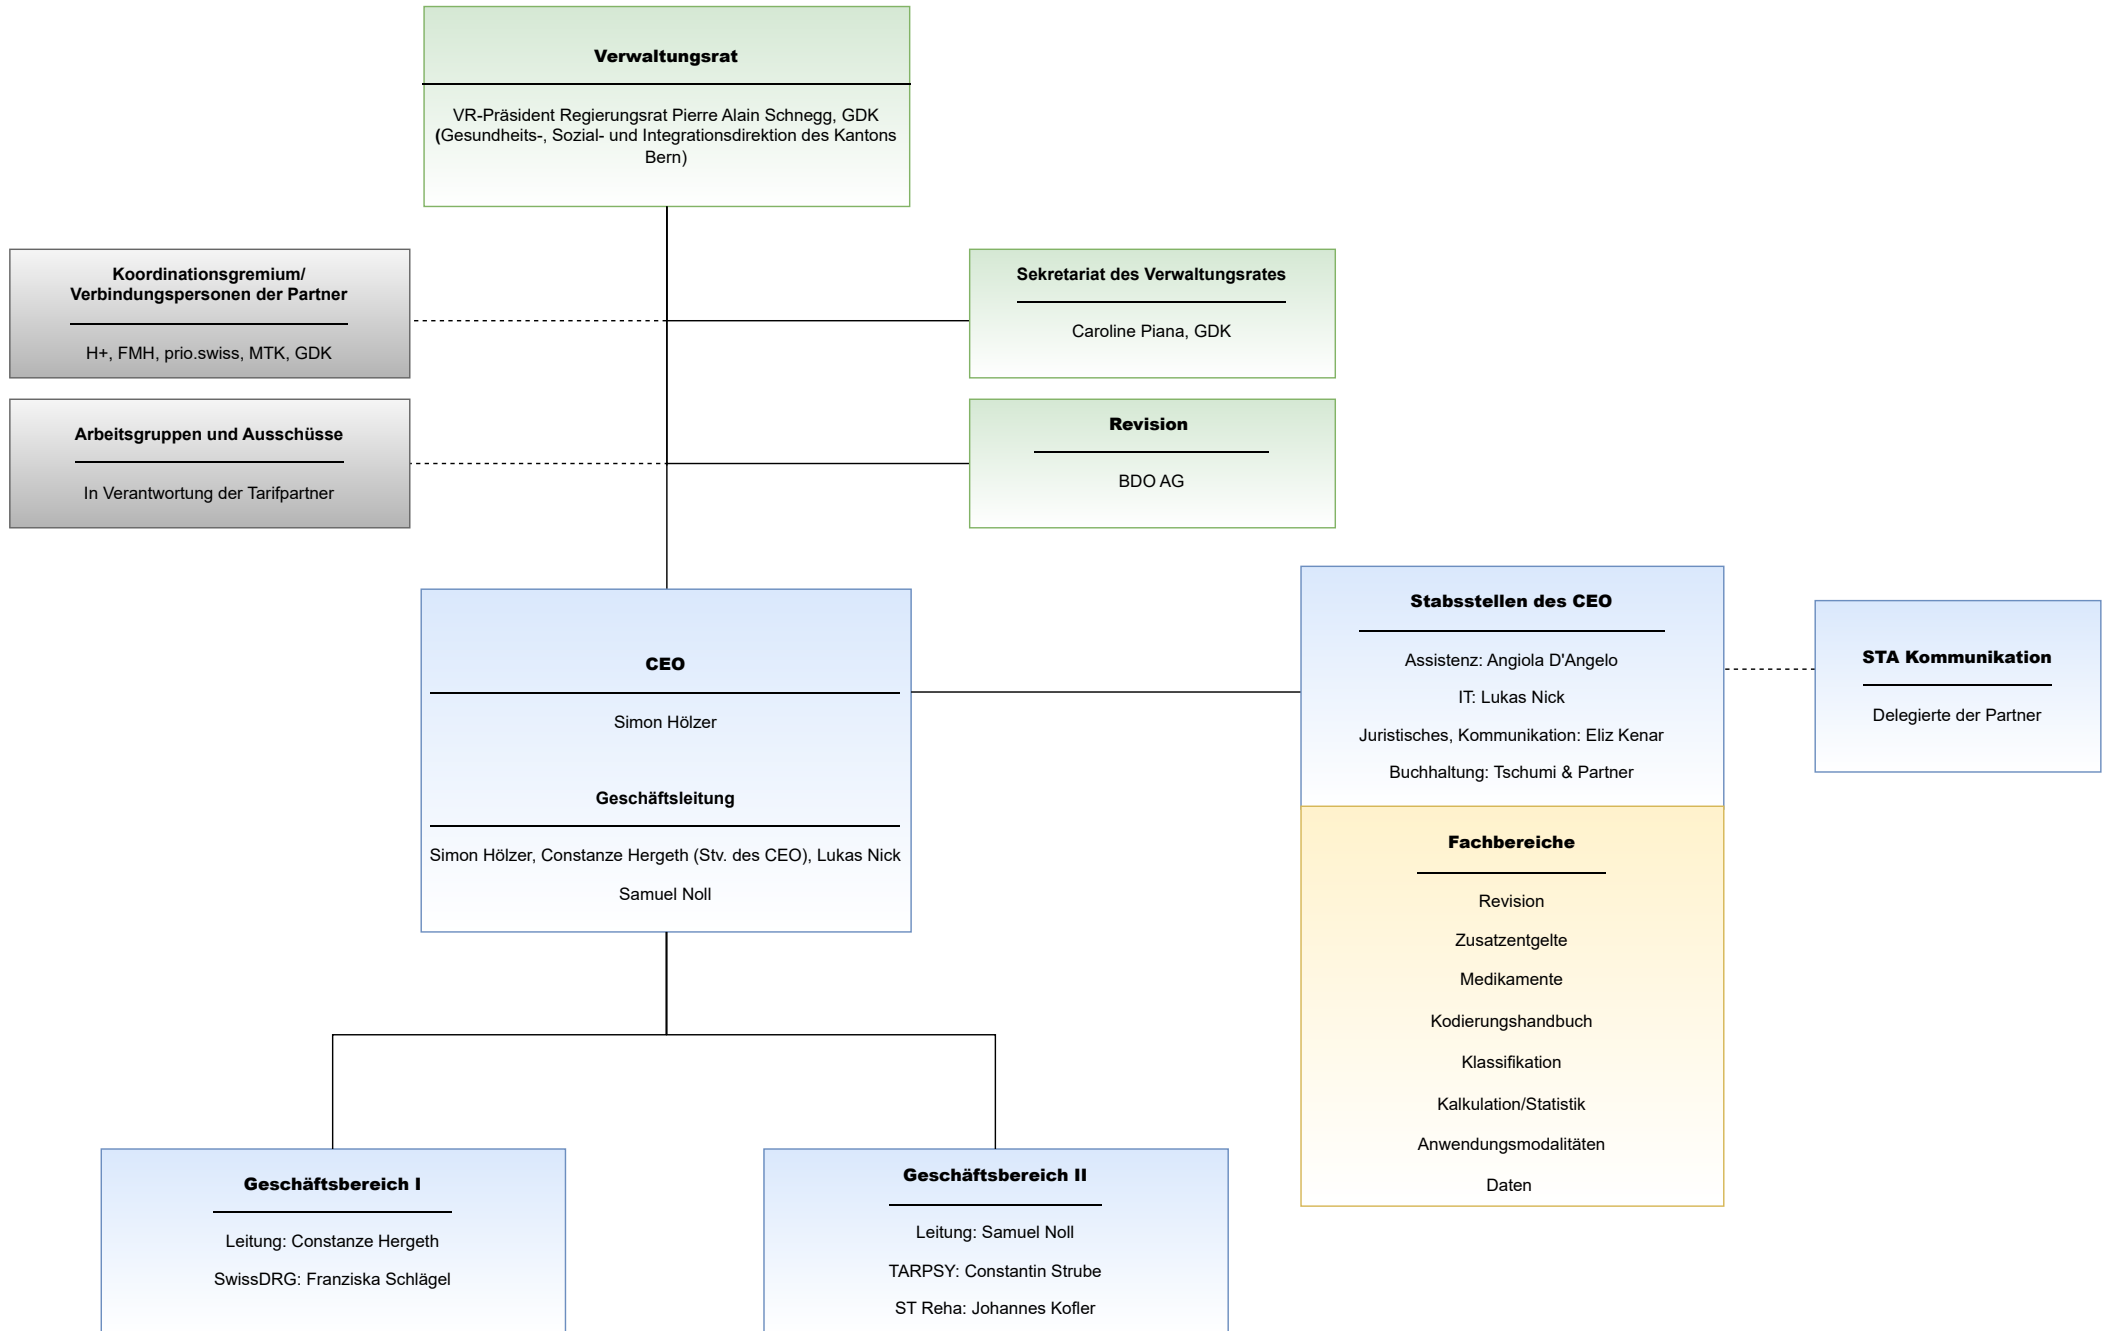 Verwaltungsrat
VR-Präsident Regierungsrat Pierre Alain Schnegg, GDK
(Gesundheits-, Sozial- und Integrationsdirektion des Kantons
Bern)
Koordinationsgremium/
Verbindungspersonen der Partner
H+, FMH, prio.swiss, MTK, GDK
Sekretariat des Verwaltungsrates
Caroline Piana, GDK
Arbeitsgruppen und Ausschüsse
In Verantwortung der Tarifpartner
Revision
BDO AG
CEO
Simon Hölzer
Geschäftsleitung
Simon Hölzer, Constanze Hergeth (Stv. des CEO), Lukas Nick
Samuel Noll
Stabsstellen des CEO
Assistenz: Angiola D'Angelo
IT: Lukas Nick
Juristisches, Kommunikation: Eliz Kenar
Buchhaltung: Tschumi & Partner
STA Kommunikation
Delegierte der Partner
Fachbereiche
Revision
Zusatzentgelte
Medikamente
Kodierungshandbuch
Klassifikation
Kalkulation/Statistik
Anwendungsmodalitäten
Daten
Geschäftsbereich I
Leitung: Constanze Hergeth
SwissDRG: Franziska Schlägel
Geschäftsbereich II
Leitung: Samuel Noll
TARPSY: Constantin Strube
ST Reha: Johannes Kofler